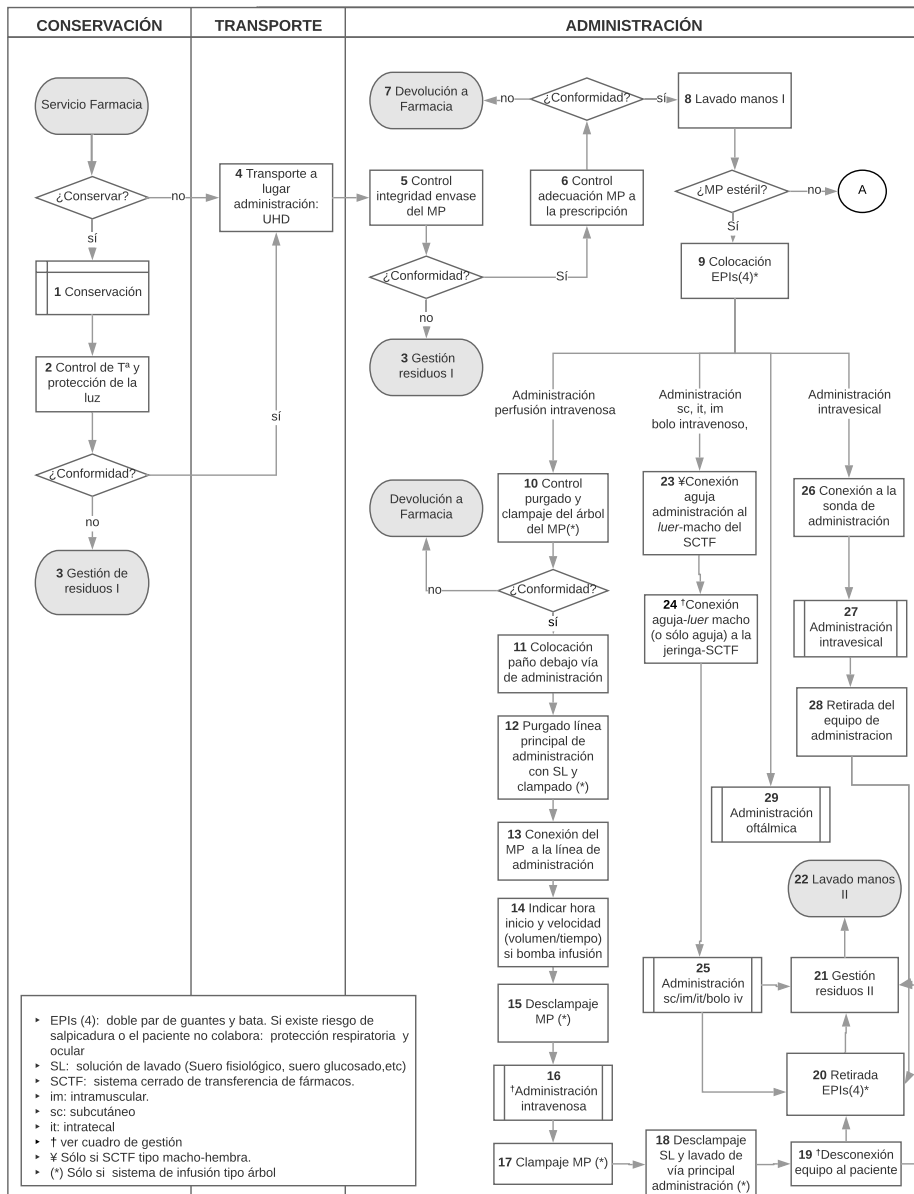 CONSERVACIÓN
TRANSPORTE
ADMINISTRACIÓN
Servicio Farmacia
¿Conservar?
no
sí
1 Conservación
2 Control de Tª y
protección de la
luz
¿Conformidad?
sí
no
3 Gestión de
residuos I
4 Transporte a
lugar
administración:
UHD
5 Control
integridad envase
del MP
¿Conformidad?
Sí
no
3 Gestión
residuos I
6 Control
adecuación MP a
la prescripción
¿Conformidad?
no
sí
7 Devolución a
Farmacia
8 Lavado manos I
¿MP estéril?
no
A
Sí
9 Colocación
EPIs(4)*
Administración
perfusión intravenosa
Administración
sc, it, im
bolo intravenoso,
Administración
intravesical
10 Control
purgado y
clampaje del árbol
del MP(*)
¿Conformidad?
no
Devolución a
Farmacia
sí
11 Colocación
paño debajo vía
de administración
12 Purgado línea
principal de
administración
con SL y
clampado (*)
13 Conexión del
MP a la línea de
administración
14 Indicar hora
inicio y velocidad
(volumen/tiempo)
si bomba infusión
15 Desclampaje
MP (*)
16
†Administración
intravenosa
17 Clampaje MP (*)
18 Desclampaje
SL y lavado de
vía principal
administración (*)
19 †Desconexión
equipo al paciente
20 Retirada
EPIs(4)*
21 Gestión
residuos II
22 Lavado manos
II
23 ¥Conexión
aguja
administración al
luer-macho del
SCTF
24 †Conexión
aguja-luer macho
(o sólo aguja) a la
jeringa-SCTF
25
Administración
sc/im/it/bolo iv
26 Conexión a la
sonda de
administración
27
Administración
intravesical
28 Retirada del
equipo de
administracion
29
Administración
oftálmica
‣ EPIs (4): doble par de guantes y bata. Si existe riesgo de
salpicadura o el paciente no colabora: protección respiratoria y
ocular
‣ SL: solución de lavado (Suero fisiológico, suero glucosado,etc)
‣ SCTF: sistema cerrado de transferencia de fármacos.
‣ im: intramuscular.
‣ sc: subcutáneo
‣ it: intratecal
‣ † ver cuadro de gestión
‣ ¥ Sólo si SCTF tipo macho-hembra.
‣ (*) Sólo si sistema de infusión tipo árbol